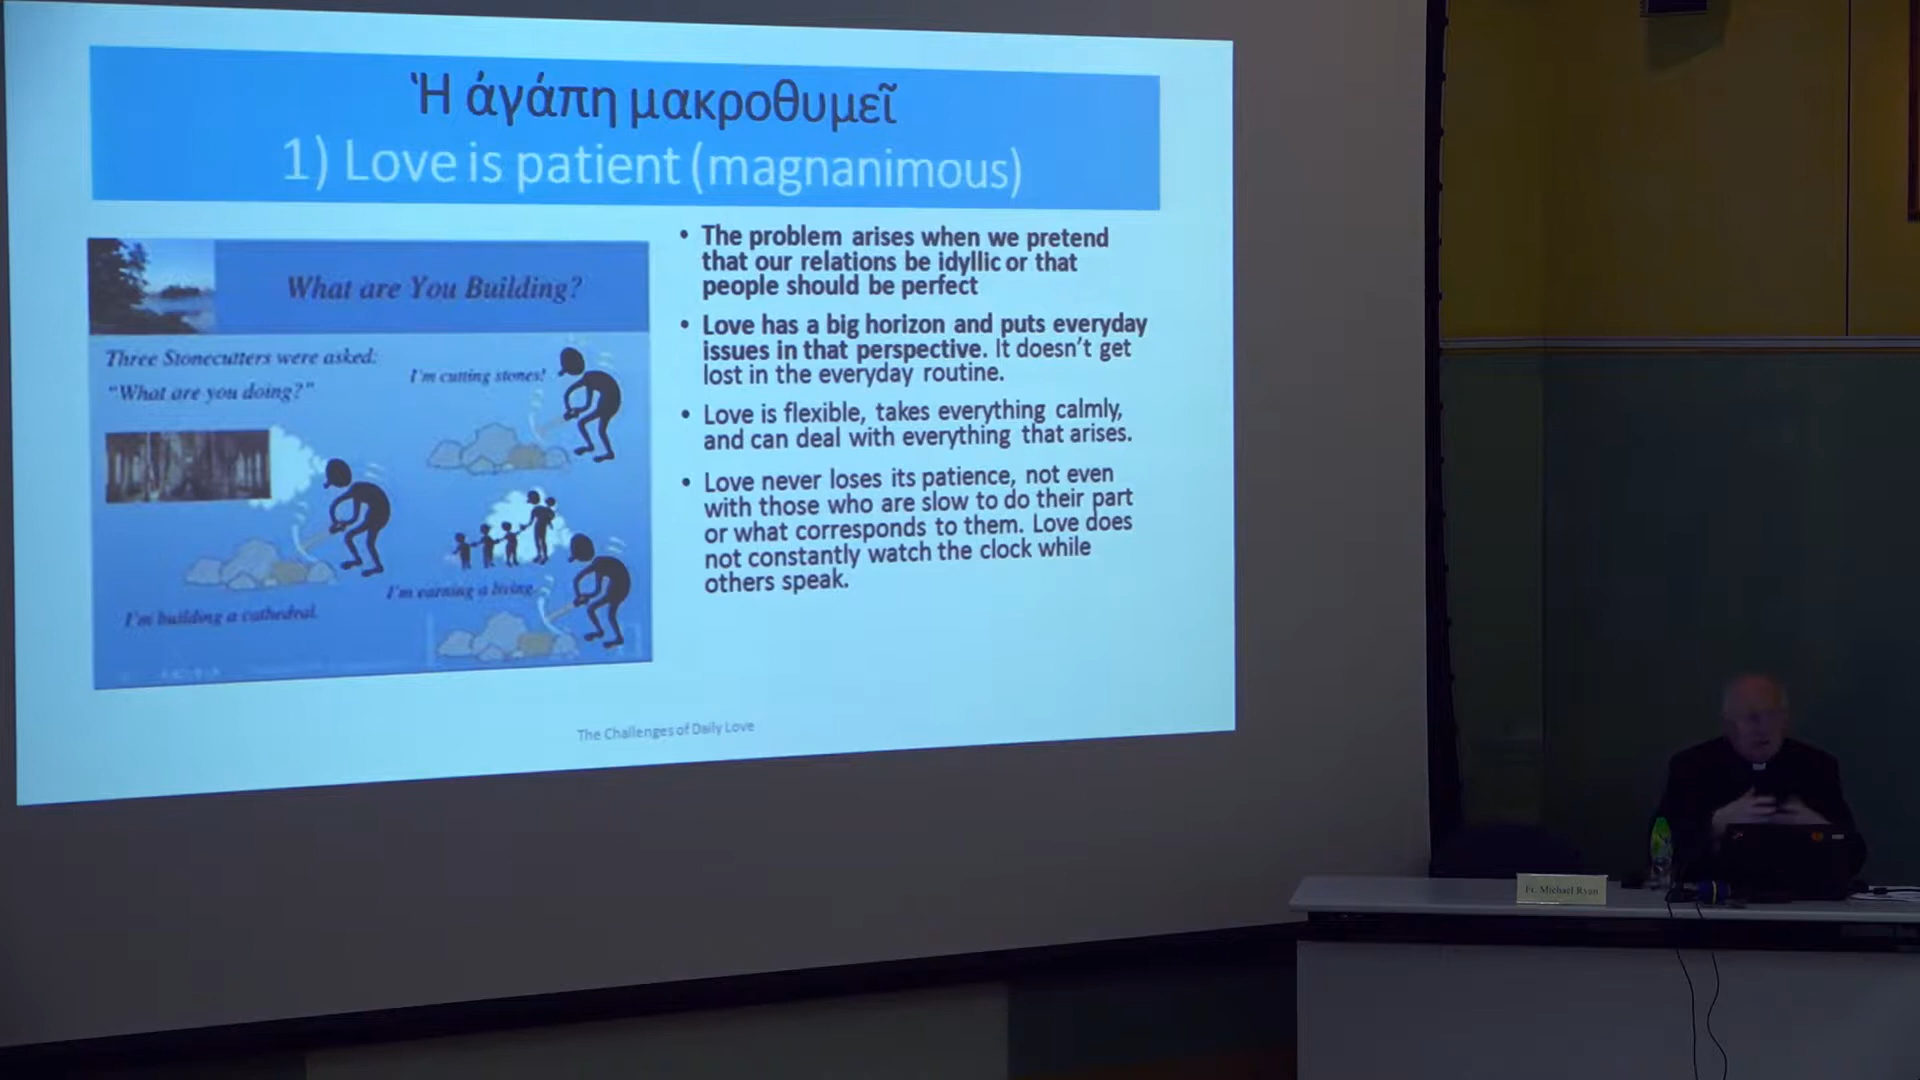 Ἡ ἀγάπη μακροθυμεῖ
1) Love is patient (magnanimous)
What are You Building?
Three Stonecutters were asked:
"What are you doing?"
I'm cutting stones!
I'm earning a living.
I'm building a cathedral.
• The problem arises when we pretend
that our relations be idyllic or that
people should be perfect
• Love has a big horizon and puts everyday
issues in that perspective. It doesn't get
lost in the everyday routine.
• Love is flexible, takes everything calmly,
and can deal with everything that arises.
• Love never loses its patience, not even
with those who are slow to do their part
or what corresponds to them. Love does
not constantly watch the clock while
others speak.
The Challenges of Daily Love
Fr. Michael Ryan